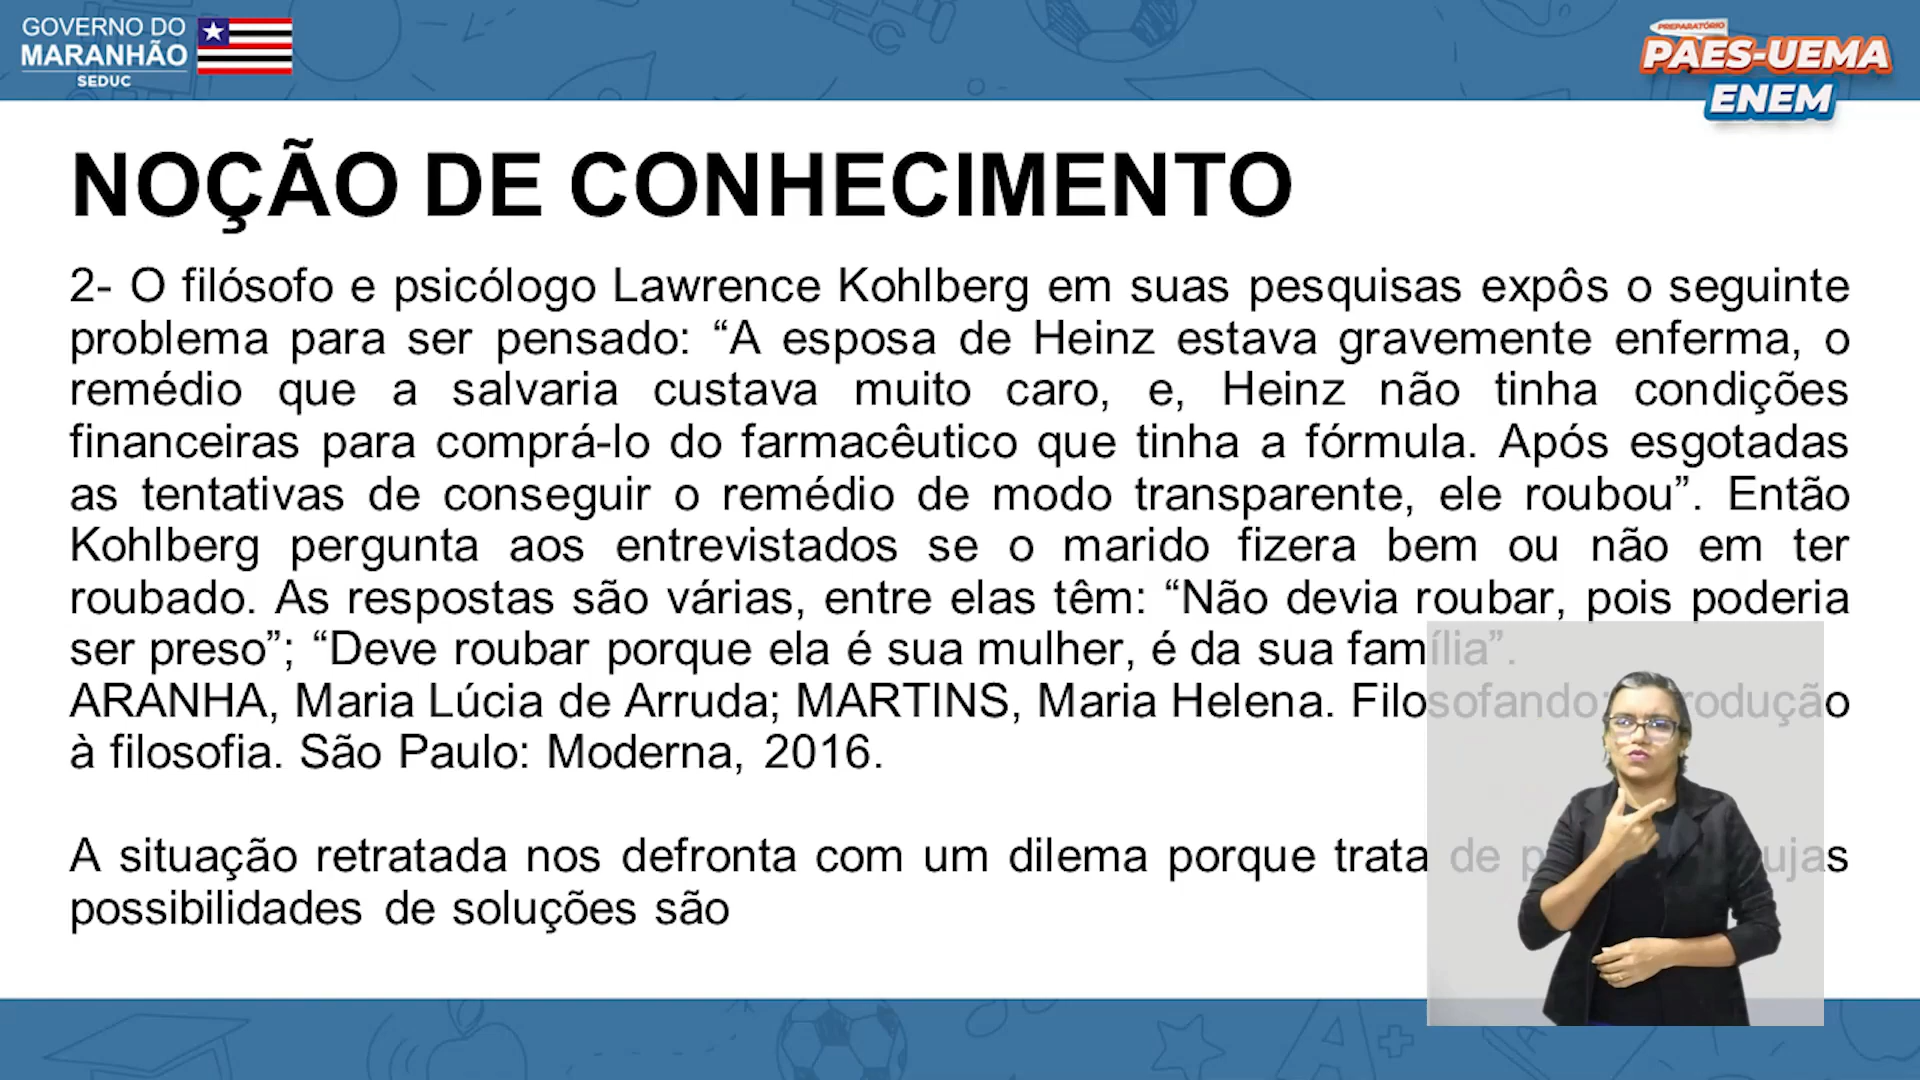 GOVERNO DO
MARANHÃO
SEDUC
PREPARATÓRIO
PAES-UEMA
ENEM
NOÇÃO DE CONHECIMENTO
2- O filósofo e psicólogo Lawrence Kohlberg em suas pesquisas expôs o seguinte
problema para ser pensado: “A esposa de Heinz estava gravemente enferma, o
remédio que a salvaria custava muito caro, e, Heinz não tinha condições
financeiras para comprá-lo do farmacêutico que tinha a fórmula. Após esgotadas
as tentativas de conseguir o remédio de modo transparente, ele roubou”. Então
Kohlberg pergunta aos entrevistados se o marido fizera bem ou não em ter
roubado. As respostas são várias, entre elas têm: “Não devia roubar, pois poderia
ser preso”; “Deve roubar porque ela é sua mulher, é da sua família”.
ARANHA, Maria Lúcia de Arruda; MARTINS, Maria Helena. Filosofando:
à filosofia. São Paulo: Moderna, 2016.
A situação retratada nos defronta com um dilema porque trata de
possibilidades de soluções são